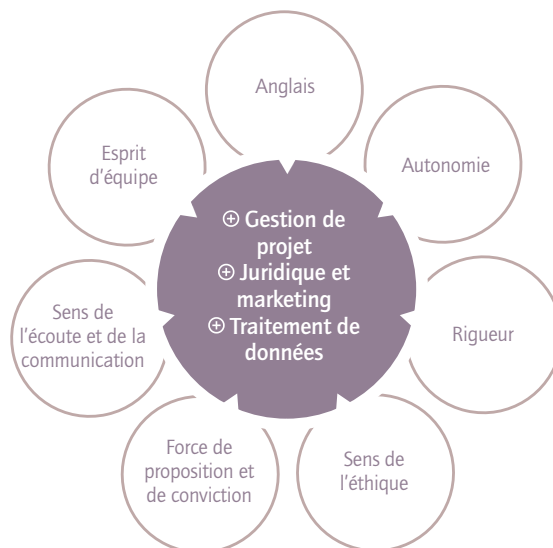 Anglais
Autonomie
Rigueur
Sens de
l'éthique
Force de
proposition et
de conviction
Sens de
l'écoute et de la
communication
Esprit
d'équipe
⊕ Gestion de
projet
⊕ Juridique et
marketing
⊕ Traitement de
données